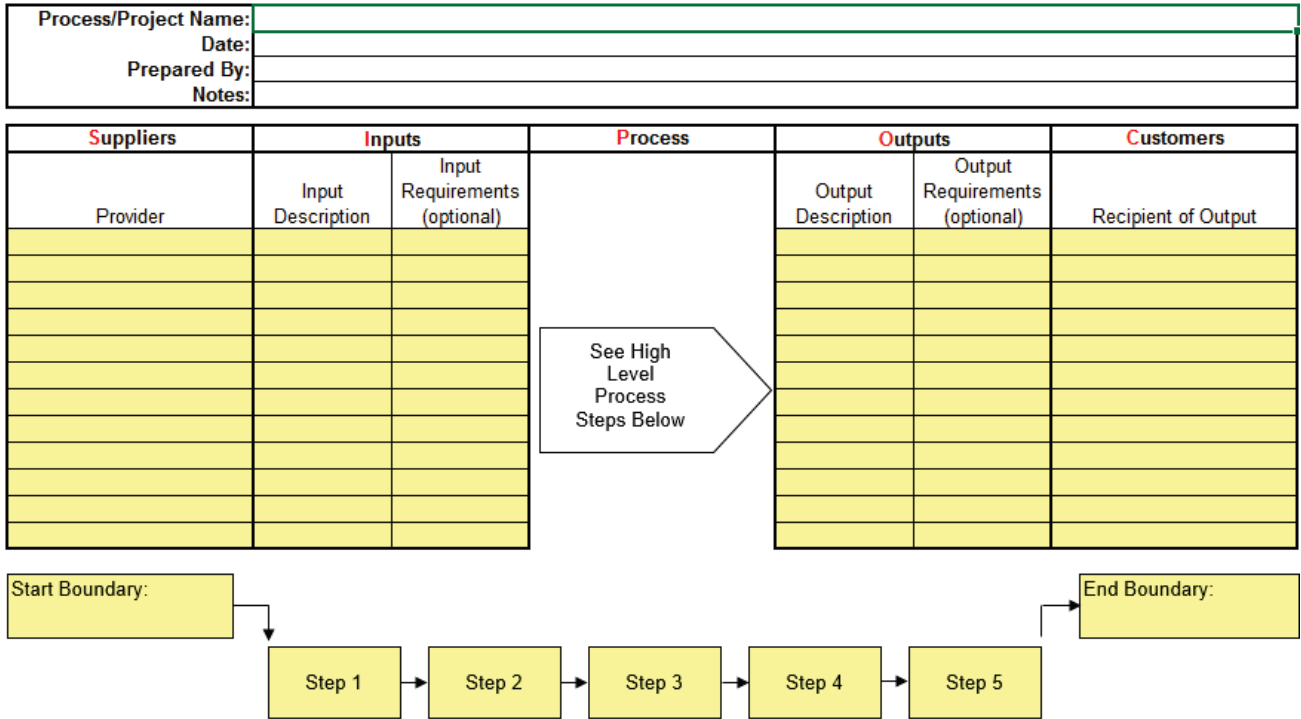 Process/Project Name:
Date:
Prepared By:
Notes:
Suppliers
Inputs
Process
Outputs
Customers
Provider
Input
Description
Input
Requirements
(optional)
Output
Description
Output
Requirements
(optional)
Recipient of Output
See High
Level
Process
Steps Below
Start Boundary:
End Boundary:
Step 1
Step 2
Step 3
Step 4
Step 5